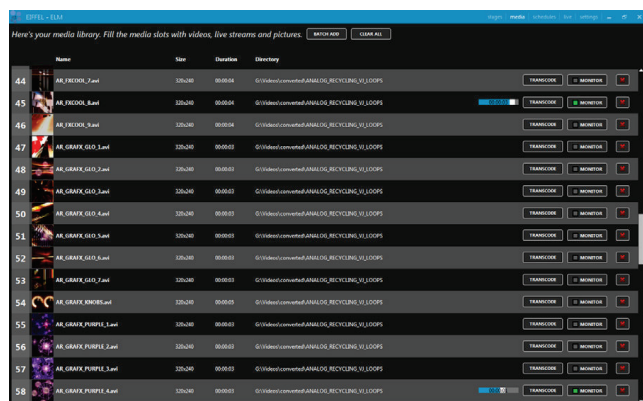 EIFFEL - ELM stages | media | schedules | live | settings
Here's your media library. Fill the media slots with videos, live streams and pictures. BATCH ADD CLEAR ALL
Name Size Duration Directory
44 AR_FXCOOL_7.avi 320x240 00:00:04 G:\Videos\converted\ANALOG_RECYCLING_VJ_LOOPS TRANSCODE MONITOR
45 AR_FXCOOL_8.avi 320x240 00:00:04 G:\Videos\converted\ANALOG_RECYCLING_VJ_LOOPS TRANSCODE MONITOR
46 AR_FXCOOL_9.avi 320x240 00:00:04 G:\Videos\converted\ANALOG_RECYCLING_VJ_LOOPS TRANSCODE MONITOR
47 AR_GRAFX_GLO_1.avi 320x240 00:00:03 G:\Videos\converted\ANALOG_RECYCLING_VJ_LOOPS TRANSCODE MONITOR
48 AR_GRAFX_GLO_2.avi 320x240 00:00:03 G:\Videos\converted\ANALOG_RECYCLING_VJ_LOOPS TRANSCODE MONITOR
49 AR_GRAFX_GLO_3.avi 320x240 00:00:03 G:\Videos\converted\ANALOG_RECYCLING_VJ_LOOPS TRANSCODE MONITOR
50 AR_GRAFX_GLO_4.avi 320x240 00:00:03 G:\Videos\converted\ANALOG_RECYCLING_VJ_LOOPS TRANSCODE MONITOR
51 AR_GRAFX_GLO_5.avi 320x240 00:00:03 G:\Videos\converted\ANALOG_RECYCLING_VJ_LOOPS TRANSCODE MONITOR
52 AR_GRAFX_GLO_6.avi 320x240 00:00:03 G:\Videos\converted\ANALOG_RECYCLING_VJ_LOOPS TRANSCODE MONITOR
53 AR_GRAFX_GLO_7.avi 320x240 00:00:03 G:\Videos\converted\ANALOG_RECYCLING_VJ_LOOPS TRANSCODE MONITOR
54 AR_GRAFX_KNOBS.avi 320x240 00:00:05 G:\Videos\converted\ANALOG_RECYCLING_VJ_LOOPS TRANSCODE MONITOR
55 AR_GRAFX_PURPLE_1.avi 320x240 00:00:03 G:\Videos\converted\ANALOG_RECYCLING_VJ_LOOPS TRANSCODE MONITOR
56 AR_GRAFX_PURPLE_2.avi 320x240 00:00:03 G:\Videos\converted\ANALOG_RECYCLING_VJ_LOOPS TRANSCODE MONITOR
57 AR_GRAFX_PURPLE_3.avi 320x240 00:00:03 G:\Videos\converted\ANALOG_RECYCLING_VJ_LOOPS TRANSCODE MONITOR
58 AR_GRAFX_PURPLE_4.avi 320x240 00:00:03 G:\Videos\converted\ANALOG_RECYCLING_VJ_LOOPS TRANSCODE MONITOR